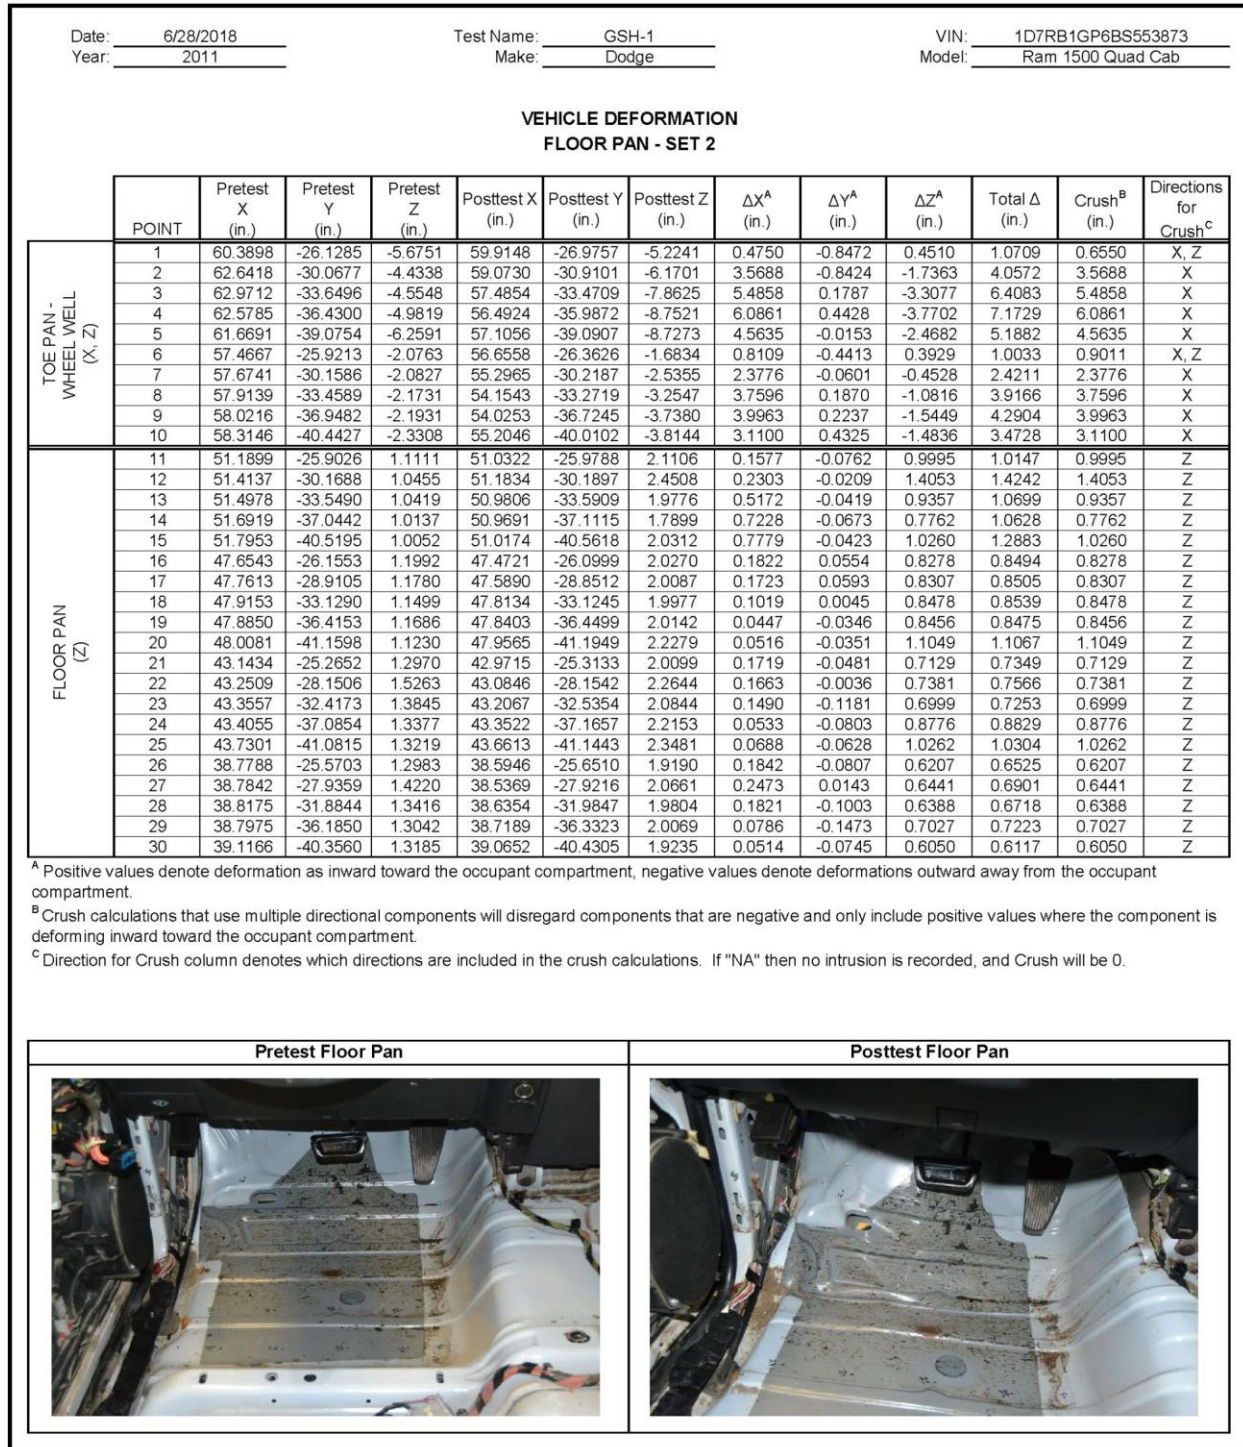 Date: 6/28/2018 Test Name: GSH-1 VIN: 1D7RB1GP6BS553873
Year: 2011 Make: Dodge Model: Ram 1500 Quad Cab
VEHICLE DEFORMATION
FLOOR PAN - SET 2
POINT Pretest X (in.) Pretest Y (in.) Pretest Z (in.) Posttest X (in.) Posttest Y (in.) Posttest Z (in.) ΔXᴬ (in.) ΔYᴬ (in.) ΔZᴬ (in.) Total Δ (in.) Crushᴮ (in.) Directions for Crushᶜ
TOE PAN - WHEEL WELL (X, Z)
1 60.3898 -26.1285 -5.6751 59.9148 -26.9757 -5.2241 0.4750 -0.8472 0.4510 1.0709 0.6550 X, Z
2 62.6418 -30.0677 -4.4338 59.0730 -30.9101 -6.1701 3.5688 -0.8424 -1.7363 4.0572 3.5688 X
3 62.9712 -33.6496 -4.5548 57.4854 -33.4709 -7.8625 5.4858 0.1787 -3.3077 6.4083 5.4858 X
4 62.5785 -36.4300 -4.9819 56.4924 -35.9872 -8.7521 6.0861 0.4428 -3.7702 7.1729 6.0861 X
5 61.6691 -39.0754 -6.2591 57.1056 -39.0907 -8.7273 4.5635 -0.0153 -2.4682 5.1882 4.5635 X
6 57.4667 -25.9213 -2.0763 56.6558 -26.3626 -1.6834 0.8109 -0.4413 0.3929 1.0033 0.9011 X, Z
7 57.6741 -30.1586 -2.0827 55.2965 -30.2187 -2.5355 2.3776 -0.0601 -0.4528 2.4211 2.3776 X
8 57.9139 -33.4589 -2.1731 54.1543 -33.2719 -3.2547 3.7596 0.1870 -1.0816 3.9166 3.7596 X
9 58.0216 -36.9482 -2.1931 54.0253 -36.7245 -3.7380 3.9963 0.2237 -1.5449 4.2904 3.9963 X
10 58.3146 -40.4427 -2.3308 55.2046 -40.0102 -3.8144 3.1100 0.4325 -1.4836 3.4728 3.1100 X
FLOOR PAN (Z)
11 51.1899 -25.9026 1.1111 51.0322 -25.9788 2.1106 0.1577 -0.0762 0.9995 1.0147 0.9995 Z
12 51.4137 -30.1688 1.0455 51.1834 -30.1897 2.4508 0.2303 -0.0209 1.4053 1.4242 1.4053 Z
13 51.4978 -33.5490 1.0419 50.9806 -33.5909 1.9776 0.5172 -0.0419 0.9357 1.0699 0.9357 Z
14 51.6919 -37.0442 1.0137 50.9691 -37.1115 1.7899 0.7228 -0.0673 0.7762 1.0628 0.7762 Z
15 51.7953 -40.5195 1.0052 51.0174 -40.5618 2.0312 0.7779 -0.0423 1.0260 1.2883 1.0260 Z
16 47.6543 -26.1553 1.1992 47.4721 -26.0999 2.0270 0.1822 0.0554 0.8278 0.8494 0.8278 Z
17 47.7613 -28.9105 1.1780 47.5890 -28.8512 2.0087 0.1723 0.0593 0.8307 0.8505 0.8307 Z
18 47.9153 -33.1290 1.1499 47.8134 -33.1245 1.9977 0.1019 0.0045 0.8478 0.8539 0.8478 Z
19 47.8850 -36.4153 1.1686 47.8403 -36.4499 2.0142 0.0447 -0.0346 0.8456 0.8475 0.8456 Z
20 48.0081 -41.1598 1.1230 47.9565 -41.1949 2.2279 0.0516 -0.0351 1.1049 1.1067 1.1049 Z
21 43.1434 -25.2652 1.2970 42.9715 -25.3133 2.0099 0.1719 -0.0481 0.7129 0.7349 0.7129 Z
22 43.2509 -28.1506 1.5263 43.0846 -28.1542 2.2644 0.1663 -0.0036 0.7381 0.7566 0.7381 Z
23 43.3557 -32.4173 1.3845 43.2067 -32.5354 2.0844 0.1490 -0.1181 0.6999 0.7253 0.6999 Z
24 43.4055 -37.0854 1.3377 43.3522 -37.1657 2.2153 0.0533 -0.0803 0.8776 0.8829 0.8776 Z
25 43.7301 -41.0815 1.3219 43.6613 -41.1443 2.3481 0.0688 -0.0628 1.0262 1.0304 1.0262 Z
26 38.7788 -25.5703 1.2983 38.5946 -25.6510 1.9190 0.1842 -0.0807 0.6207 0.6525 0.6207 Z
27 38.7842 -27.9359 1.4220 38.5369 -27.9216 2.0661 0.2473 0.0143 0.6441 0.6901 0.6441 Z
28 38.8175 -31.8844 1.3416 38.6354 -31.9847 1.9804 0.1821 -0.1003 0.6388 0.6718 0.6388 Z
29 38.7975 -36.1850 1.3042 38.7189 -36.3323 2.0069 0.0786 -0.1473 0.7027 0.7223 0.7027 Z
30 39.1166 -40.3560 1.3185 39.0652 -40.4305 1.9235 0.0514 -0.0745 0.6050 0.6117 0.6050 Z
ᴬ Positive values denote deformation as inward toward the occupant compartment, negative values denote deformations outward away from the occupant
compartment.
ᴮ Crush calculations that use multiple directional components will disregard components that are negative and only include positive values where the component is
deforming inward toward the occupant compartment.
ᶜ Direction for Crush column denotes which directions are included in the crush calculations. If "NA" then no intrusion is recorded, and Crush will be 0.
Pretest Floor Pan Posttest Floor Pan